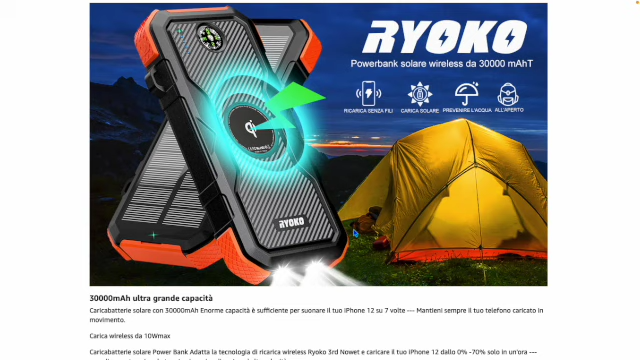 RYOKO
Powerbank solare wireless da 30000 mAhT
RICARICA SENZA FILI
CARICA SOLARE
PREVENIRE L'ACQUA
ALL'APERTO
RYOKO
30000mAh ultra grande capacità
Caricabatterie solare con 30000mAh Enorme capacità è sufficiente per suonare il tuo iPhone 12 su 7 volte --- Mantieni sempre il tuo telefono caricato in
movimento.
Carica wireless da 10Wmax
Caricabatterie solare Power Bank Adatta la tecnologia di ricarica wireless Ryoko 3rd Nowet e caricare il tuo iPhone 12 dallo 0% -70% solo in un'ora ---